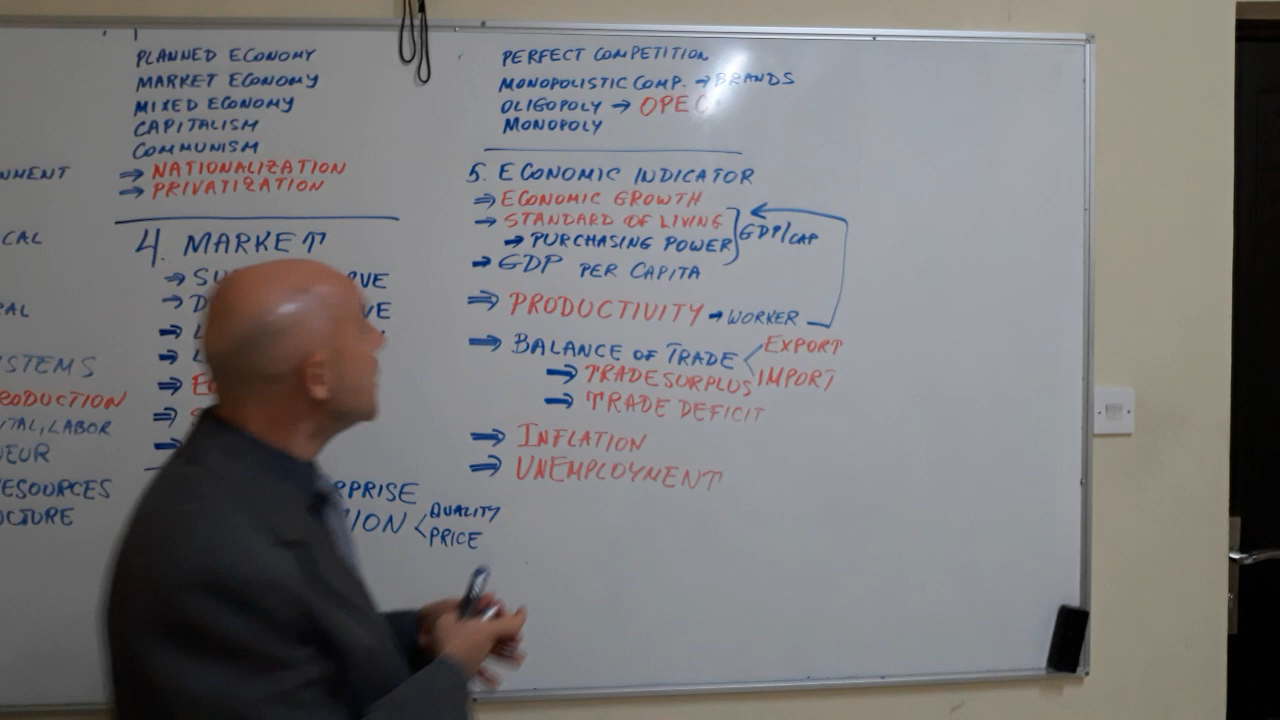 PLANNED ECONOMY
MARKET ECONOMY
MIXED ECONOMY
CAPITALISM
COMMUNISM
⇒ NATIONALIZATION
→ PRIVATIZATION
4. MARKET
PERFECT COMPETITION
MONOPOLISTIC COMP. → BRANDS
OLIGOPOLY → OPEC
MONOPOLY
5. ECONOMIC INDICATOR
⇒ ECONOMIC GROWTH
→ STANDARD OF LIVING
→ PURCHASING POWER
GDP/CAP
→ GDP PER CAPITA
⇒ PRODUCTIVITY → WORKER
⇒ BALANCE OF TRADE
EXPORT
IMPORT
⇒ TRADE SURPLUS
⇒ TRADE DEFICIT
⇒ INFLATION
⇒ UNEMPLOYMENT
RPRISE
ION
QUALITY
PRICE
NMENT
CAL
STEMS
RODUCTION
TAL, LABOR
EUR
ESOURCES
CTURE